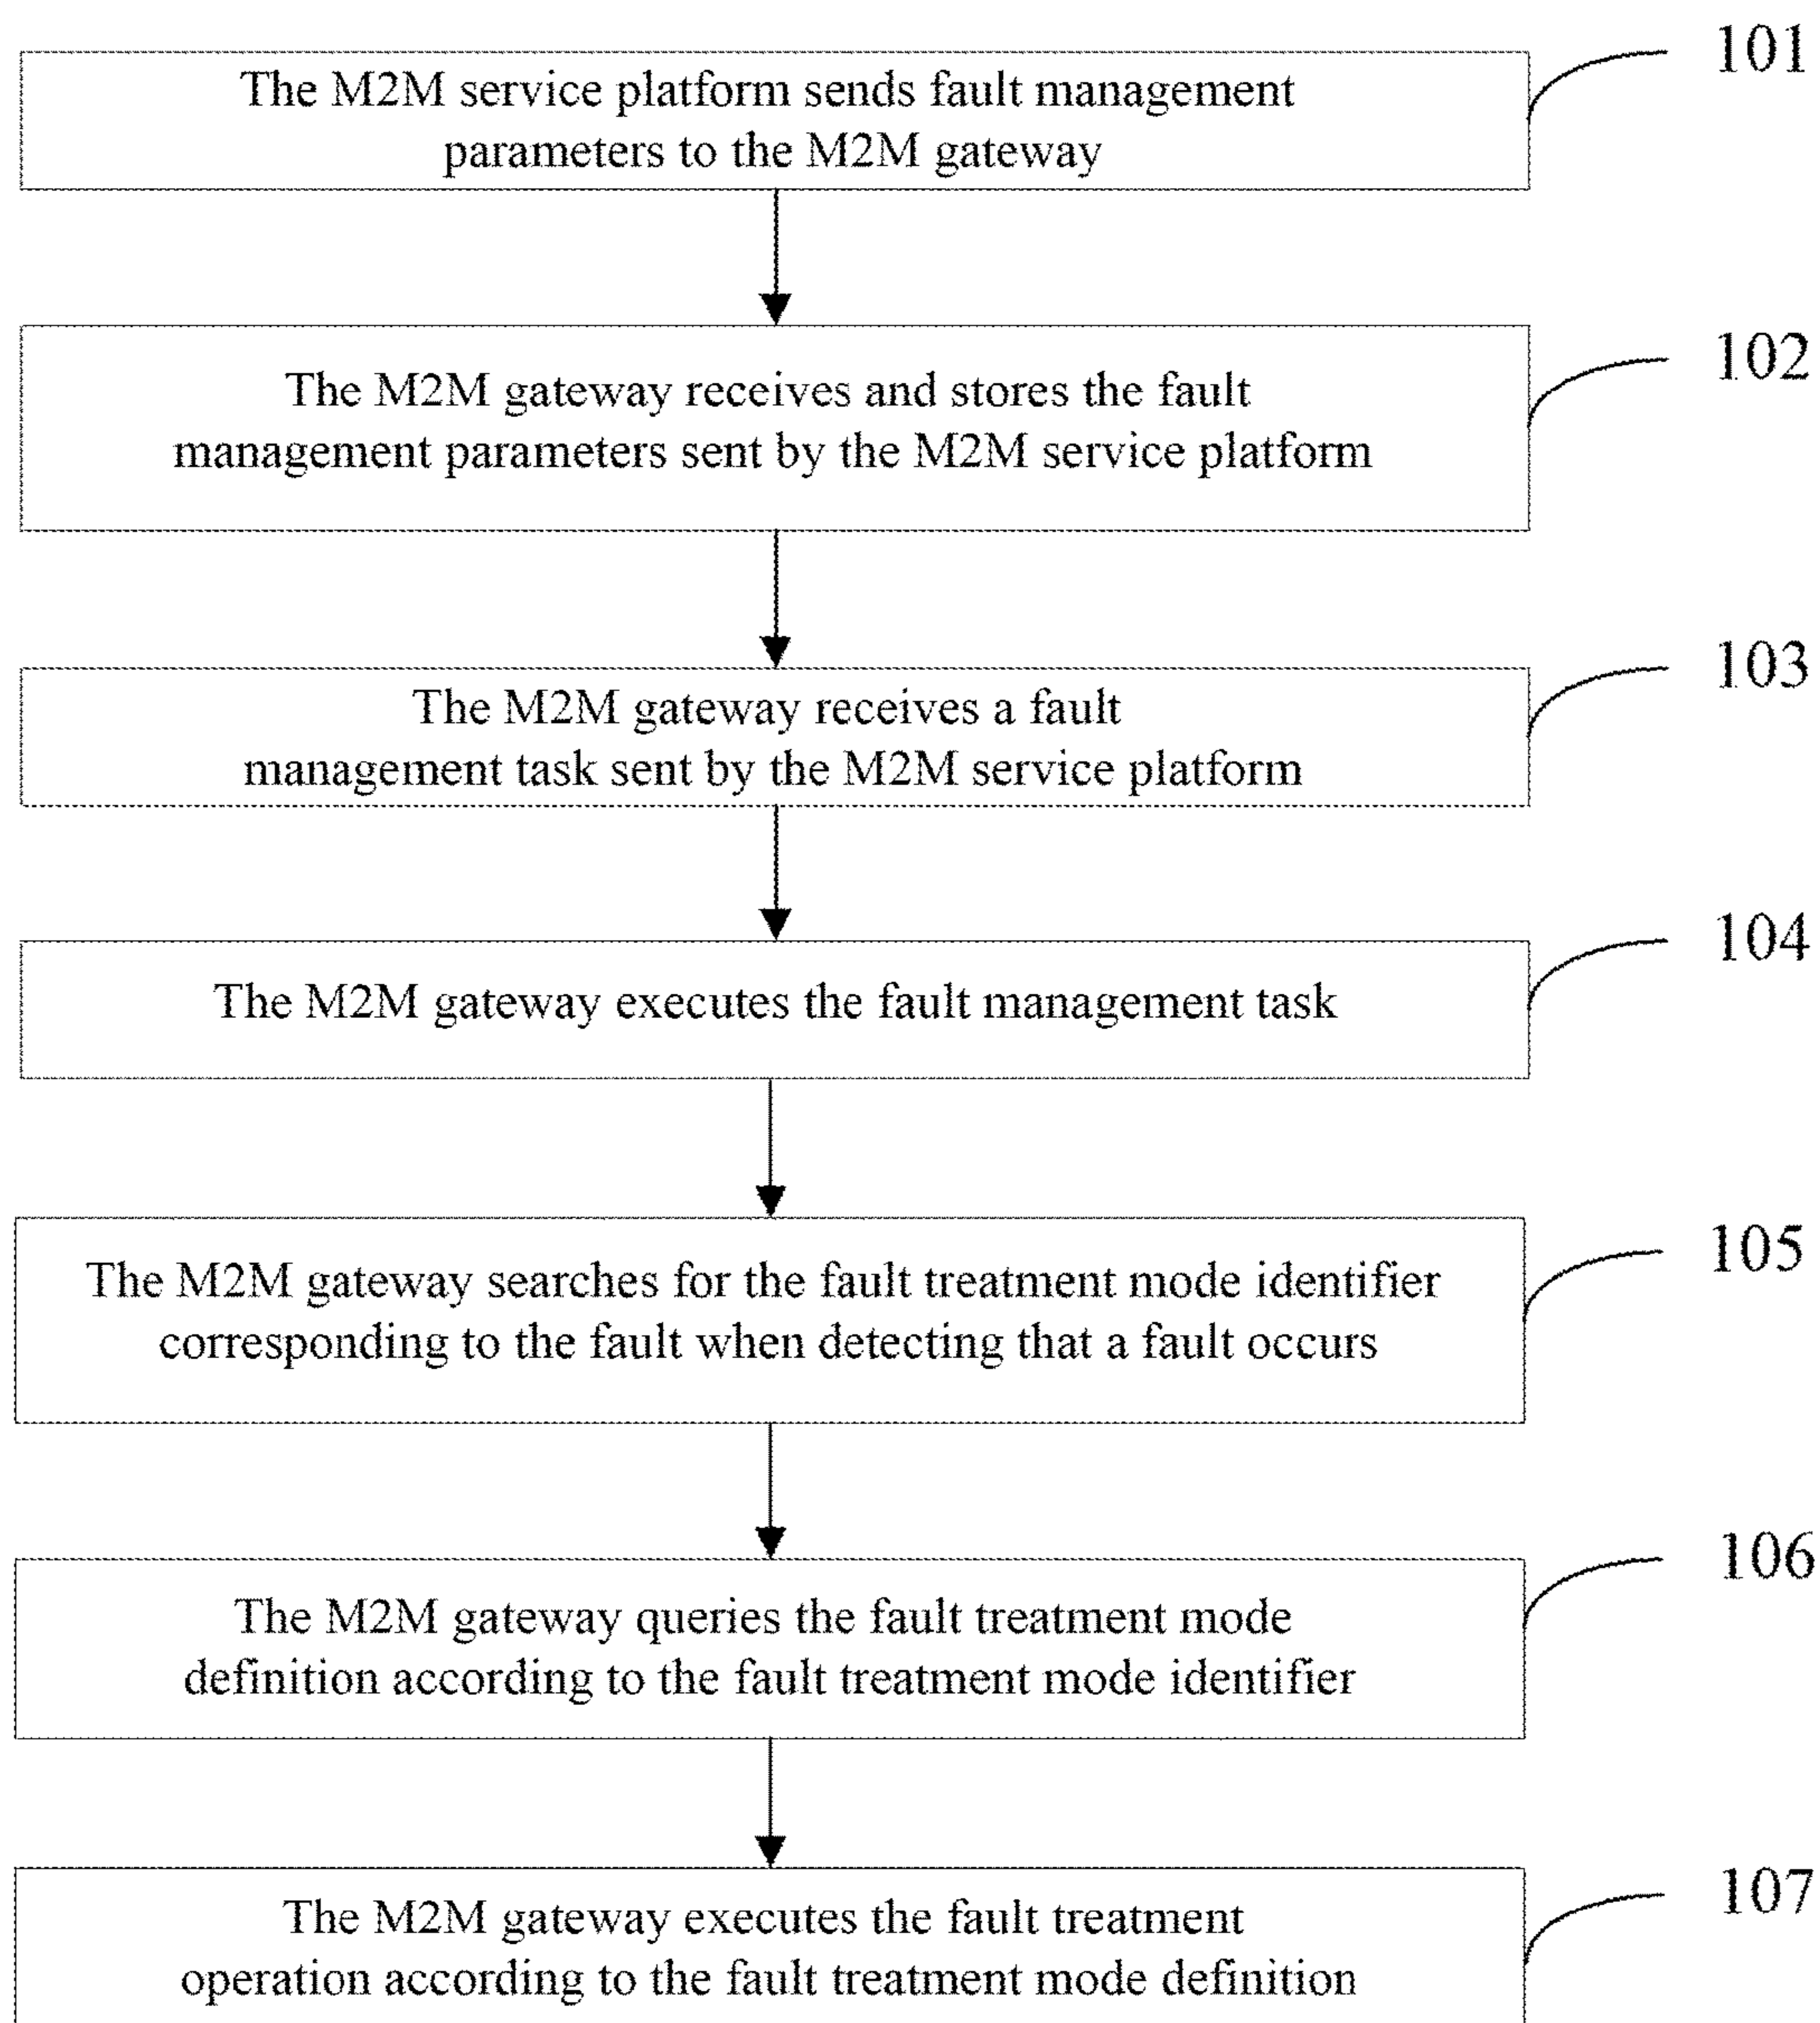 101
The M2M service platform sends fault management
parameters to the M2M gateway
102
The M2M gateway receives and stores the fault
management parameters sent by the M2M service platform
103
The M2M gateway receives a fault
management task sent by the M2M service platform
104
The M2M gateway executes the fault management task
105
The M2M gateway searches for the fault treatment mode identifier
corresponding to the fault when detecting that a fault occurs
106
The M2M gateway queries the fault treatment mode
definition according to the fault treatment mode identifier
107
The M2M gateway executes the fault treatment
operation according to the fault treatment mode definition